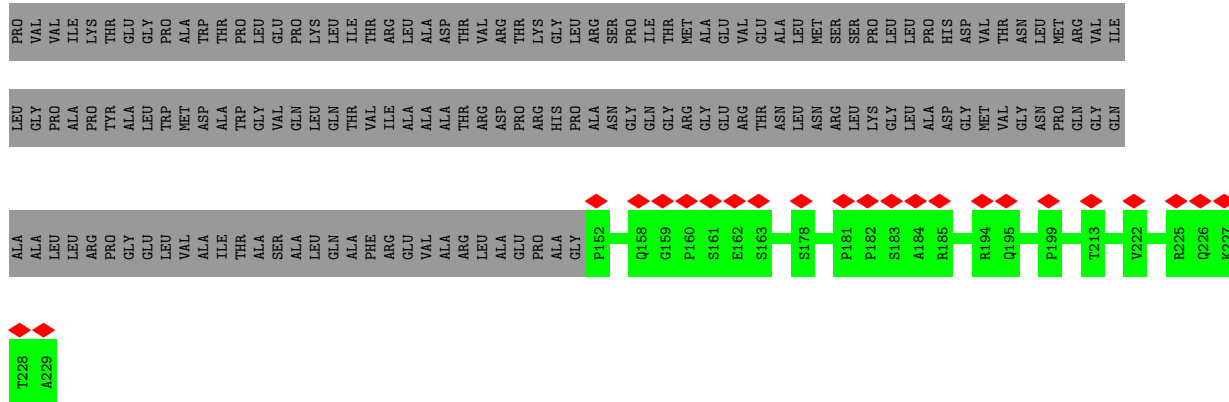 PRO VAL VAL ILE LYS THR GLU GLY PRO ALA TRP THR PRO LEU GLU PRO LYS LEU ILE THR ARG LEU ALA ASP THR VAL ARG THR LYS GLY LEU ARG SER PRO ILE THR MET ALA GLU VAL GLU ALA LEU MET SER SER PRO LEU LEU PRO HIS ASP VAL THR ASN LEU MET ARG VAL ILE
LEU GLY PRO ALA PRO TYR ALA LEU TRP MET ASP ALA TRP GLY VAL GLN LEU GLN THR VAL ILE ALA ALA ALA THR ARG ASP PRO ARG HIS PRO ALA ASN GLY GLN GLY ARG GLY GLU ARG THR ASN LEU ASN ARG LEU LYS GLY LEU ALA ASP GLY MET VAL GLY ASN PRO GLN GLY GLN
ALA ALA LEU LEU ARG PRO GLY GLU LEU VAL ALA ILE THR ALA SER ALA LEU GLN ALA PHE ARG GLU VAL ALA ARG LEU ALA GLU PRO ALA GLY P152 Q158 G159 P160 S161 E162 S163 S178 P181 P182 S183 A184 R185 R194 Q195 P199 T213 V222 R225 Q226 K227
T228 A229